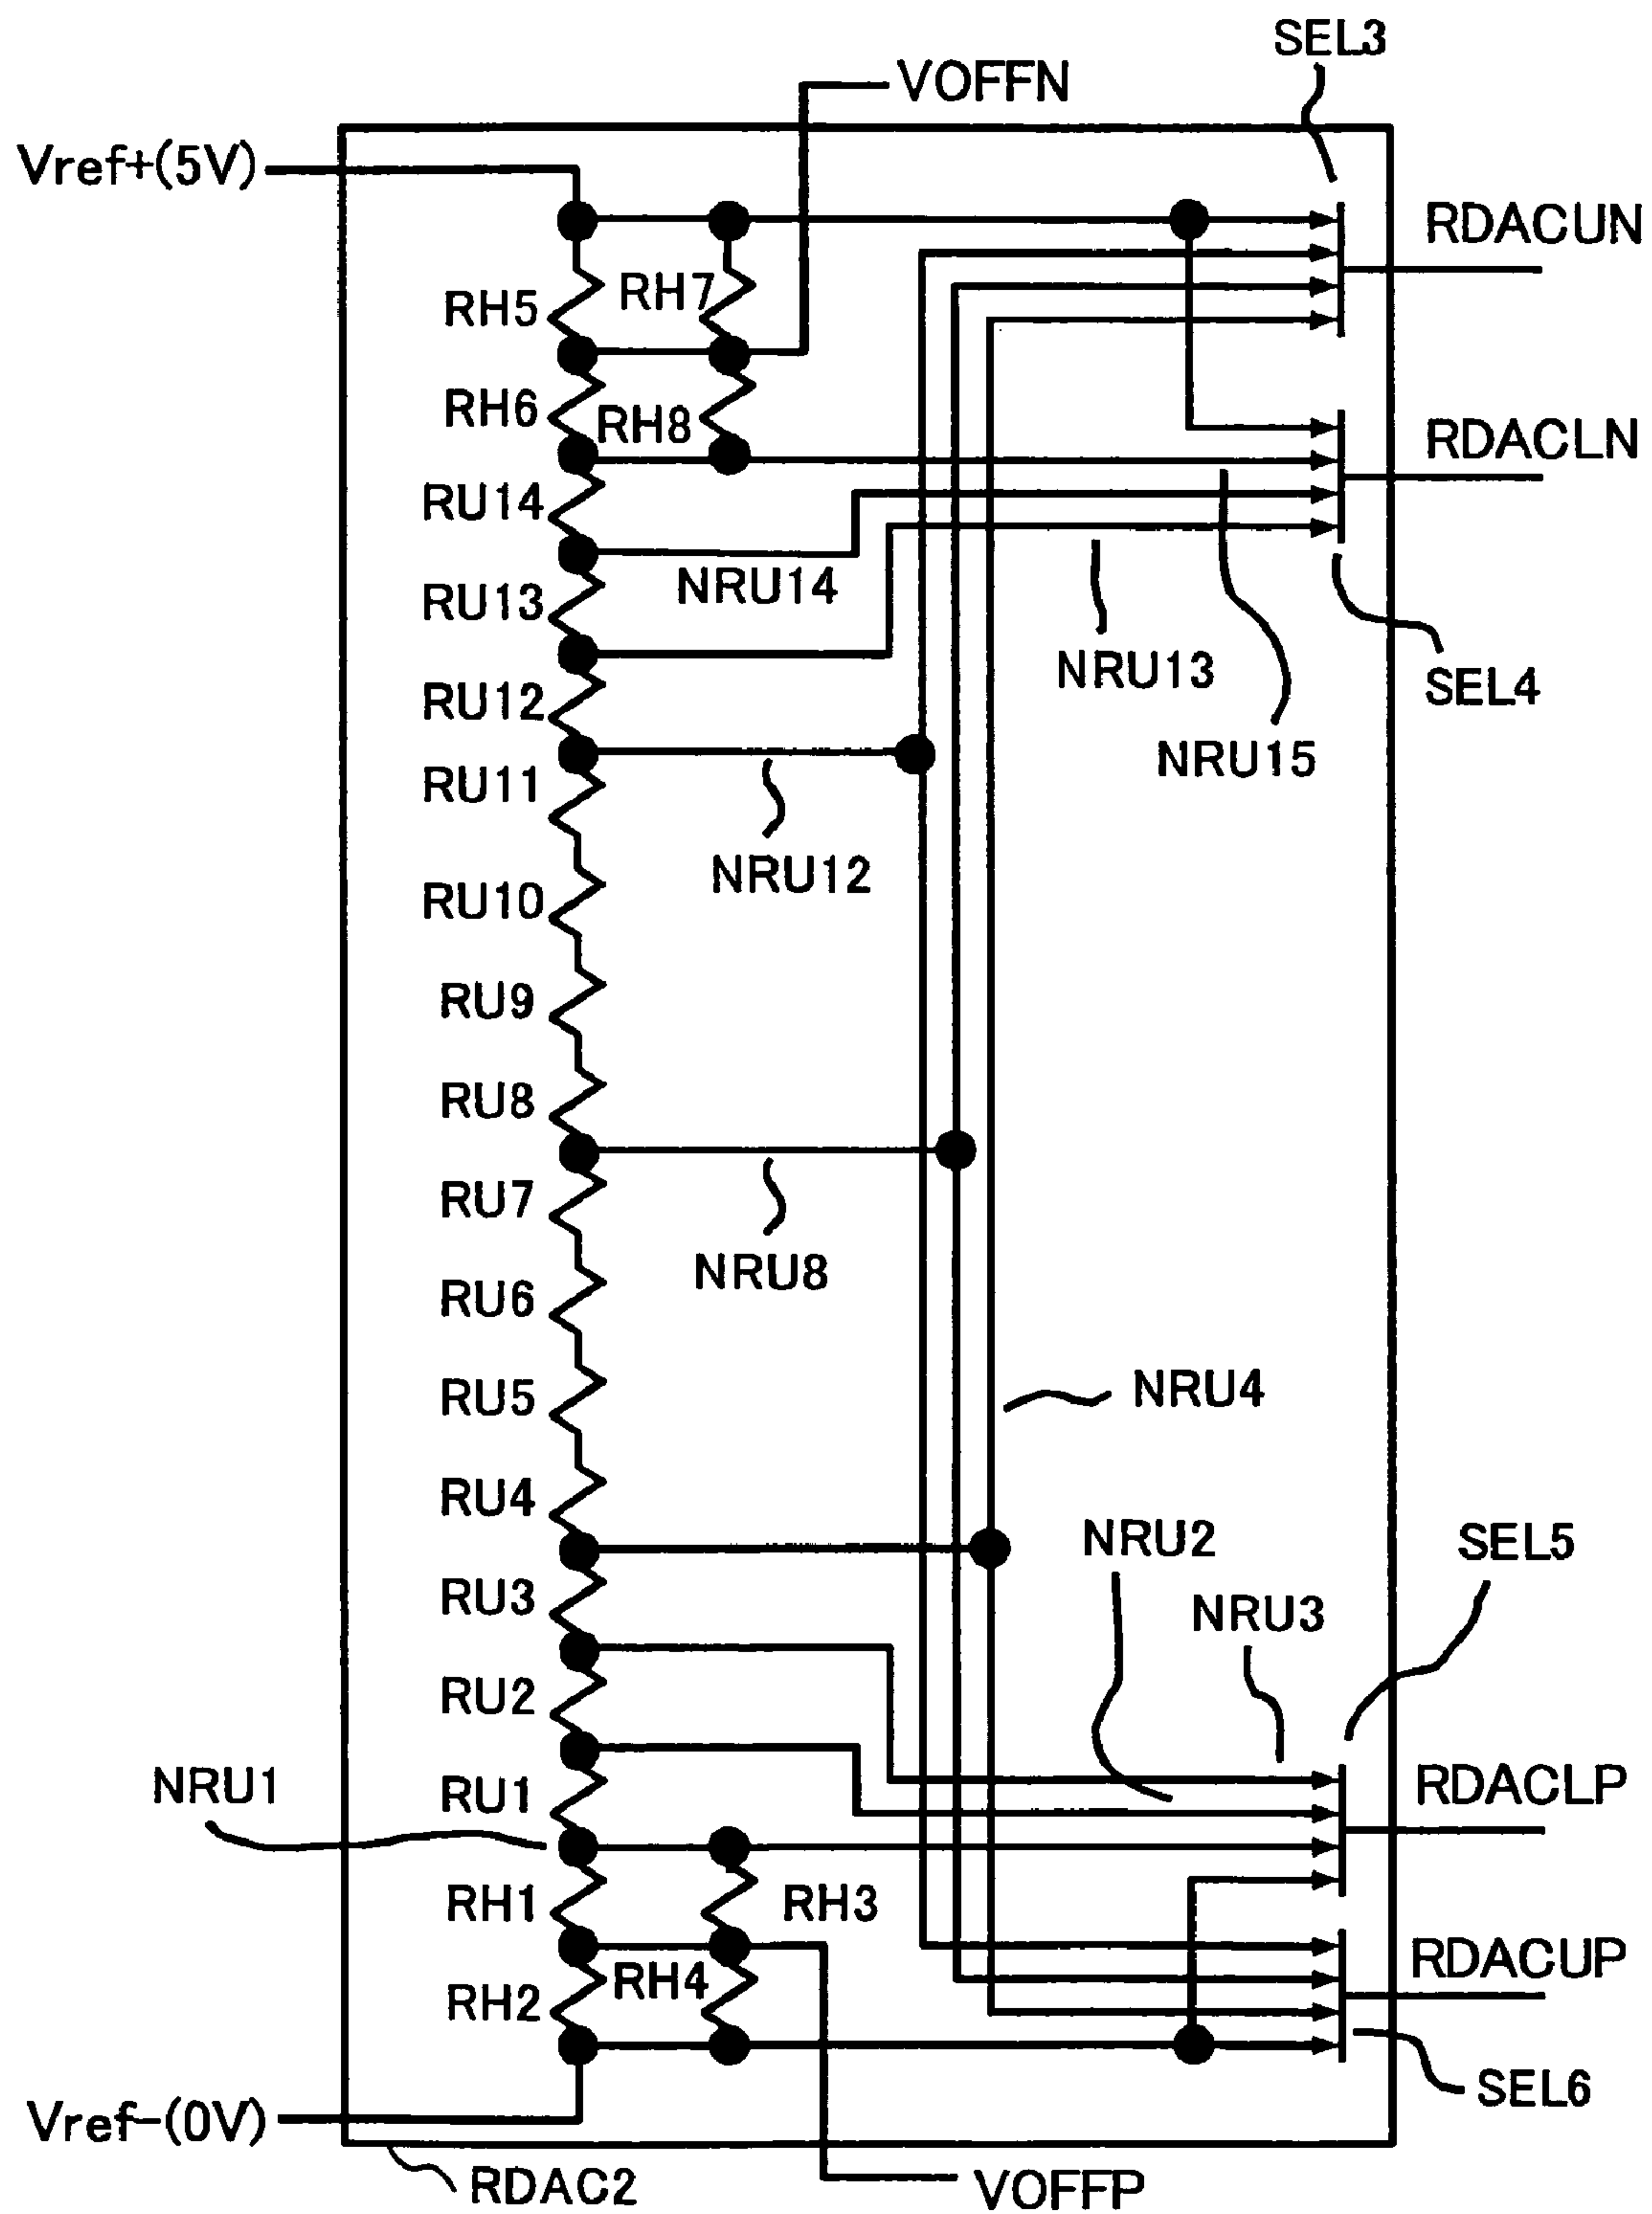 SEL3
VOFFN
Vref+(5V)
RDACUN
RH7
RH5
RH6
RH8
RDACLN
RU14
NRU14
RU13
NRU13
SEL4
RU12
NRU15
RU11
NRU12
RU10
RU9
RU8
RU7
NRU8
RU6
RU5
NRU4
RU4
NRU2
SEL5
RU3
NRU3
RU2
NRU1
RU1
RDACLP
RH1
RH3
RDACUP
RH4
RH2
SEL6
Vref-(0V)
RDAC2
VOFFP